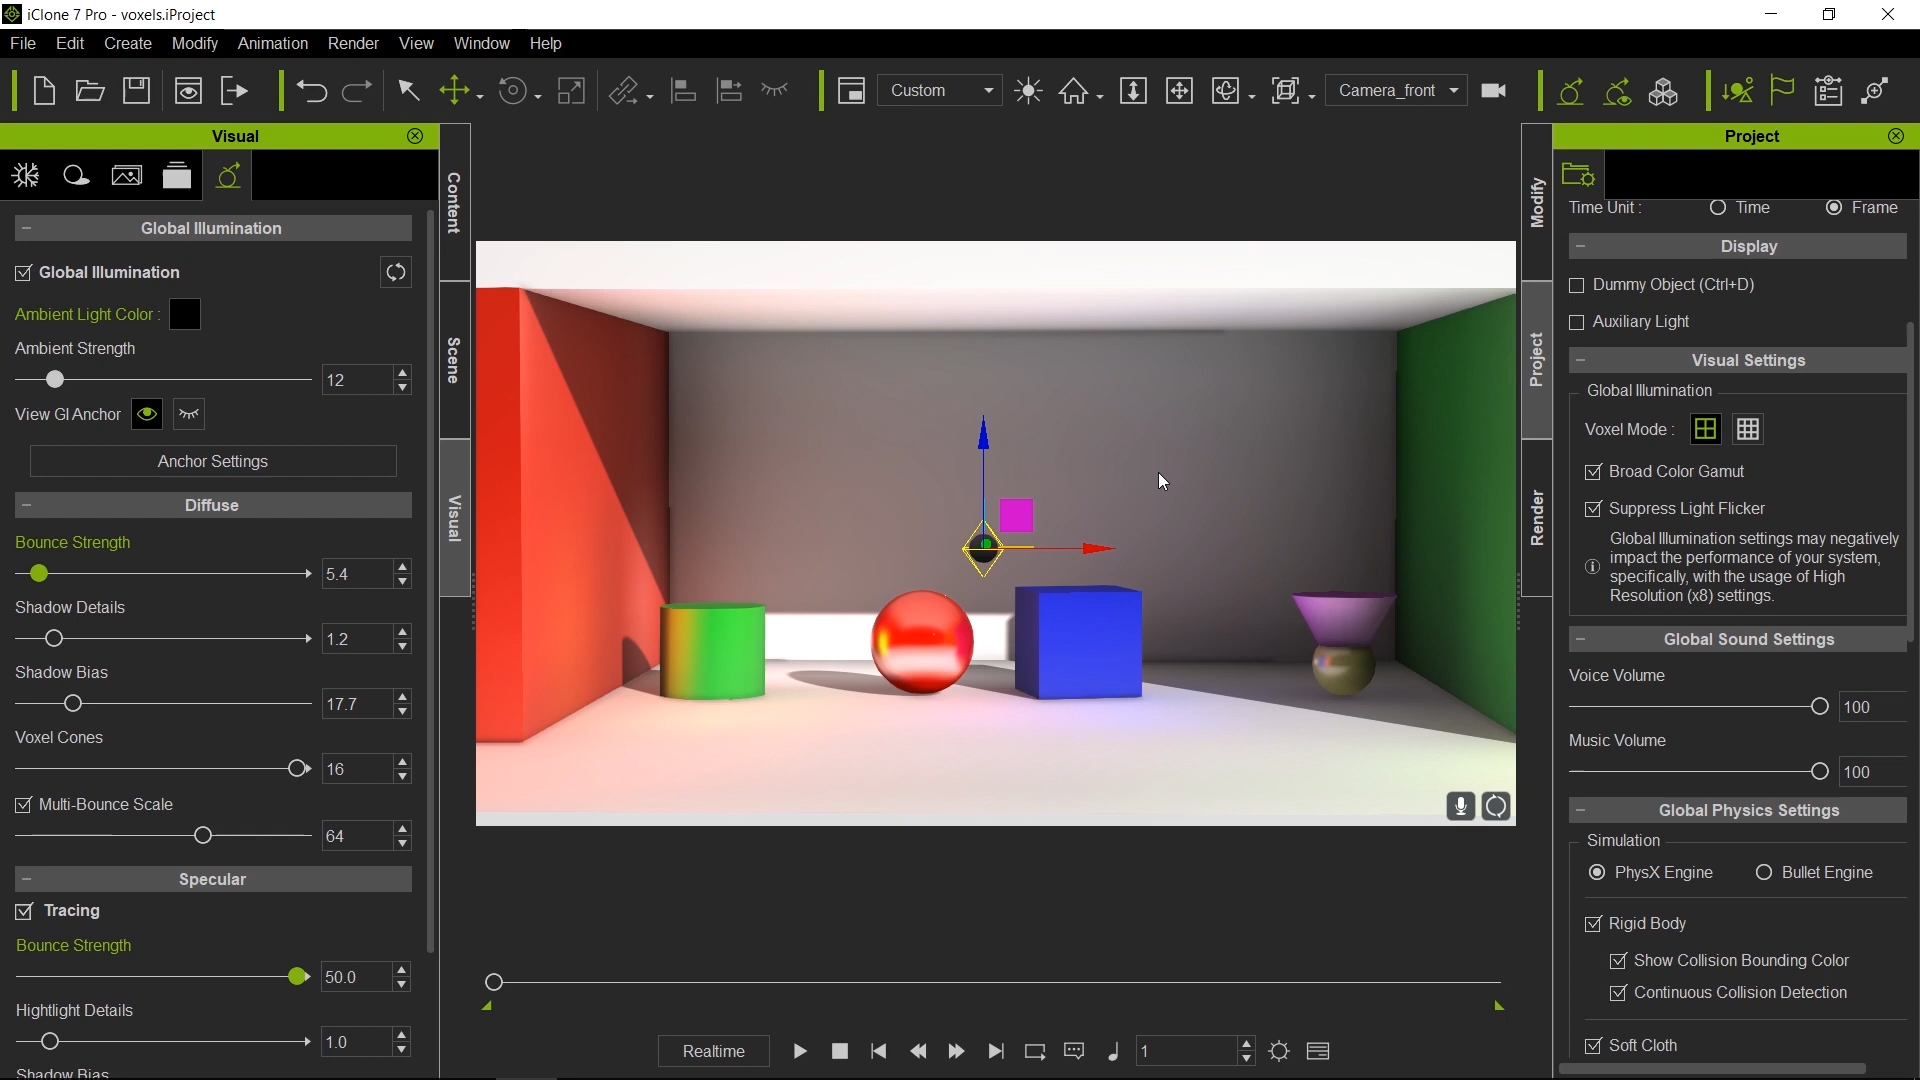 iClone 7 Pro - voxels.iProject
File Edit Create Modify Animation Render View Window Help
Custom
Camera_front
Visual
Global Illumination
Global Illumination
Ambient Light Color :
Ambient Strength
12
View GI Anchor
Anchor Settings
Diffuse
Bounce Strength
5.4
Shadow Details
1.2
Shadow Bias
17.7
Voxel Cones
16
Multi-Bounce Scale
64
Specular
Tracing
Bounce Strength
50.0
Hightlight Details
1.0
Shadow Bias
Content
Scene
Visual
Realtime
1
Modify
Project
Render
Project
Time Unit : Time Frame
Display
Dummy Object (Ctrl+D)
Auxiliary Light
Visual Settings
Global Illumination
Voxel Mode :
Broad Color Gamut
Suppress Light Flicker
Global Illumination settings may negatively
impact the performance of your system,
specifically, with the usage of High
Resolution (x8) settings.
Global Sound Settings
Voice Volume
100
Music Volume
100
Global Physics Settings
Simulation
PhysX Engine Bullet Engine
Rigid Body
Show Collision Bounding Color
Continuous Collision Detection
Soft Cloth